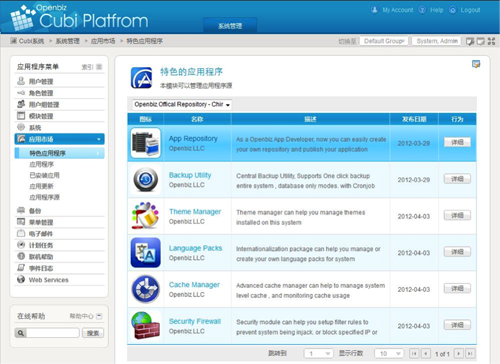 Openbiz
Cubi Platfrom
My Account
Help
Logout
系统管理
Cubi系统 » 系统管理 » 应用市场 » 特色应用程序
切换至
Default Group
System, Admi
应用程序菜单
索引
用户管理
角色管理
用户组管理
模块管理
系统
应用市场
特色应用程序
应用程序
已安装应用
应用更新
应用程序源
备份
菜单管理
电子邮件
计划任务
联机帮助
事件日志
Web Services
在线帮助
帮助中心
搜索
特色的应用程序
本模块可以管理应用程序源
Openbiz Offical Repository - Chir
图标 名称 描述 发布日期 行为
App Repository
Openbiz LLC
As a Openbiz App Developer, now you can easily create
your own repository and publish your application
2012-03-29
详细
Backup Utility
Openbiz LLC
Central Backup Utility, Supports One click backup
entire system , database only modes. with Cronjob
2012-03-29
详细
Theme Manager
Openbiz LLC
Theme manager can help you manage themes
installed on this system
2012-04-03
详细
Language Packs
Openbiz LLC
Internationalization package can help you manage or
create your own language packs for system
2012-04-03
详细
Cache Manager
Openbiz LLC
Advanced cache manager can help to manage system
level cache , and monitoring cache usage
2012-04-03
详细
Security Firewall
Openbiz LLC
Security module can help you setup filter rules to
prevent system being injack. or block specified IP or
2012-04-03
详细
跳转到 1 显示行数 10 1 of 1